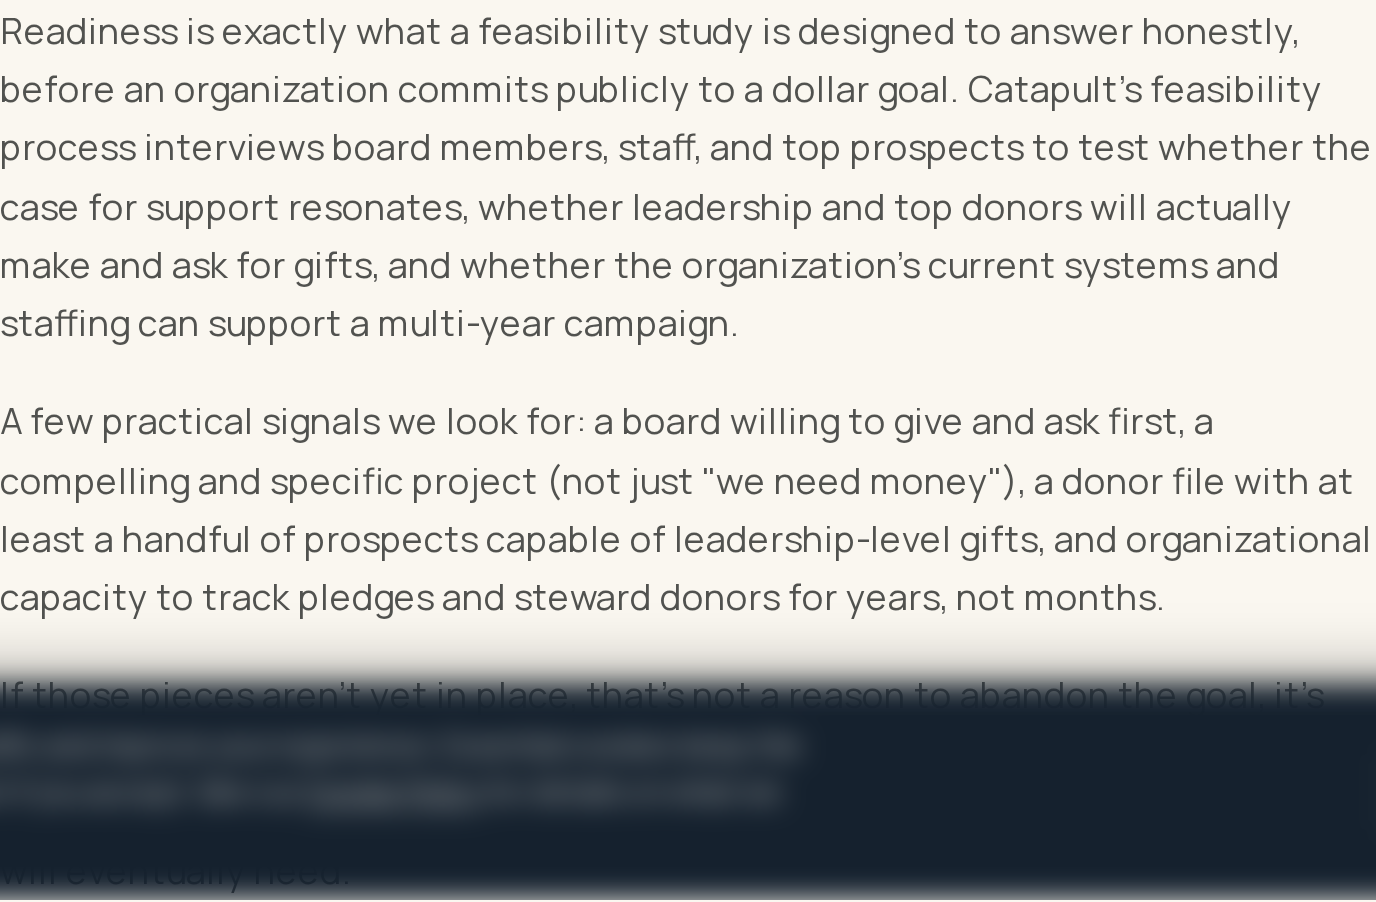 Readiness is exactly what a feasibility study is designed to answer honestly,
before an organization commits publicly to a dollar goal. Catapult’s feasibility
process interviews board members, staff, and top prospects to test whether the
case for support resonates, whether leadership and top donors will actually
make and ask for gifts, and whether the organization’s current systems and
staffing can support a multi-year campaign.
A few practical signals we look for: a board willing to give and ask first, a
compelling and specific project (not just "we need money"), a donor file with at
least a handful of prospects capable of leadership-level gifts, and organizational
capacity to track pledges and steward donors for years, not months.
If those pieces aren’t yet in place, that’s not a reason to abandon the goal, it’s
will eventually need.